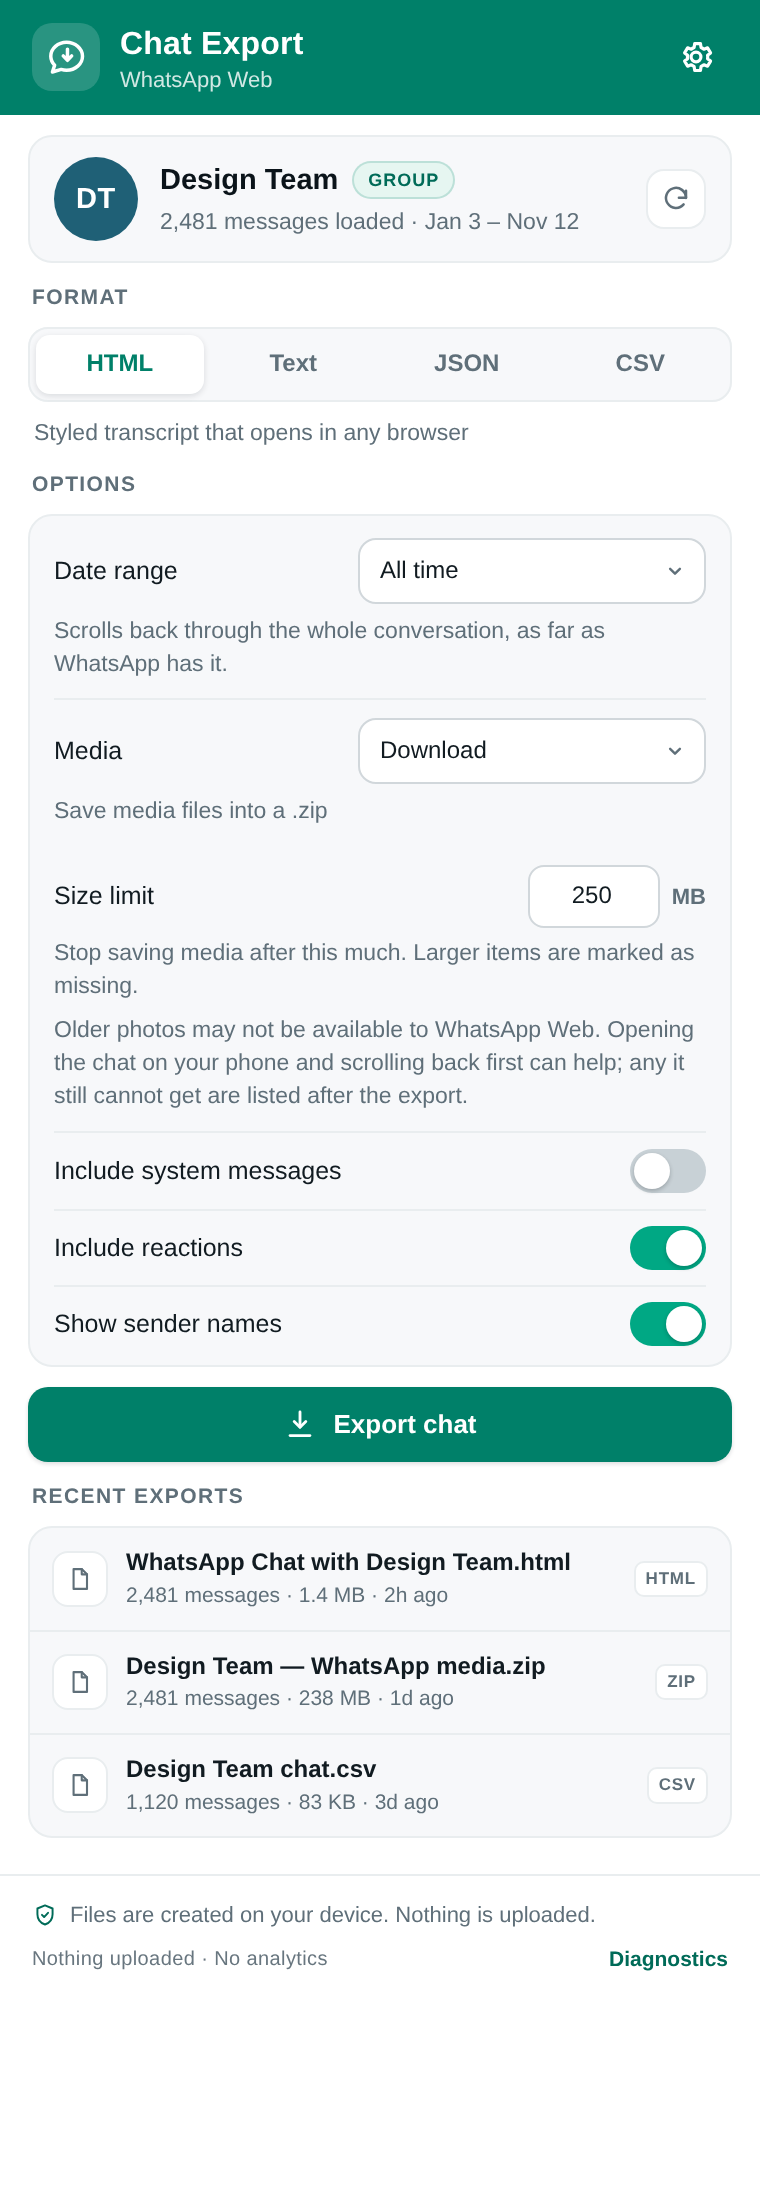 Chat Export
WhatsApp Web
DT
Design Team GROUP
2,481 messages loaded · Jan 3 – Nov 12
FORMAT
HTML Text JSON CSV
Styled transcript that opens in any browser
OPTIONS
Date range All time
Scrolls back through the whole conversation, as far as
WhatsApp has it.
Media Download
Save media files into a .zip
Size limit 250 MB
Stop saving media after this much. Larger items are marked as
missing.
Older photos may not be available to WhatsApp Web. Opening
the chat on your phone and scrolling back first can help; any it
still cannot get are listed after the export.
Include system messages
Include reactions
Show sender names
Export chat
RECENT EXPORTS
WhatsApp Chat with Design Team.html
2,481 messages · 1.4 MB · 2h ago
HTML
Design Team — WhatsApp media.zip
2,481 messages · 238 MB · 1d ago
ZIP
Design Team chat.csv
1,120 messages · 83 KB · 3d ago
CSV
Files are created on your device. Nothing is uploaded.
Nothing uploaded · No analytics Diagnostics